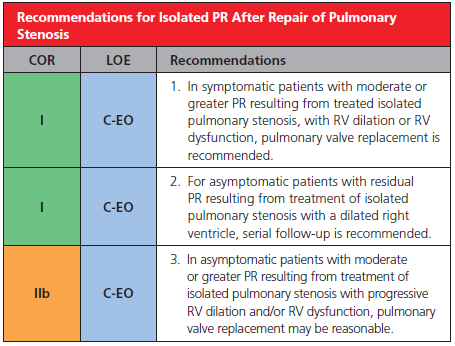 Recommendations for Isolated PR After Repair of Pulmonary
Stenosis
COR LOE Recommendations
I C-EO 1. In symptomatic patients with moderate or
greater PR resulting from treated isolated
pulmonary stenosis, with RV dilation or RV
dysfunction, pulmonary valve replacement is
recommended.
I C-EO 2. For asymptomatic patients with residual
PR resulting from treatment of isolated
pulmonary stenosis with a dilated right
ventricle, serial follow-up is recommended.
IIb C-EO 3. In asymptomatic patients with moderate
or greater PR resulting from treatment of
isolated pulmonary stenosis with progressive
RV dilation and/or RV dysfunction, pulmonary
valve replacement may be reasonable.